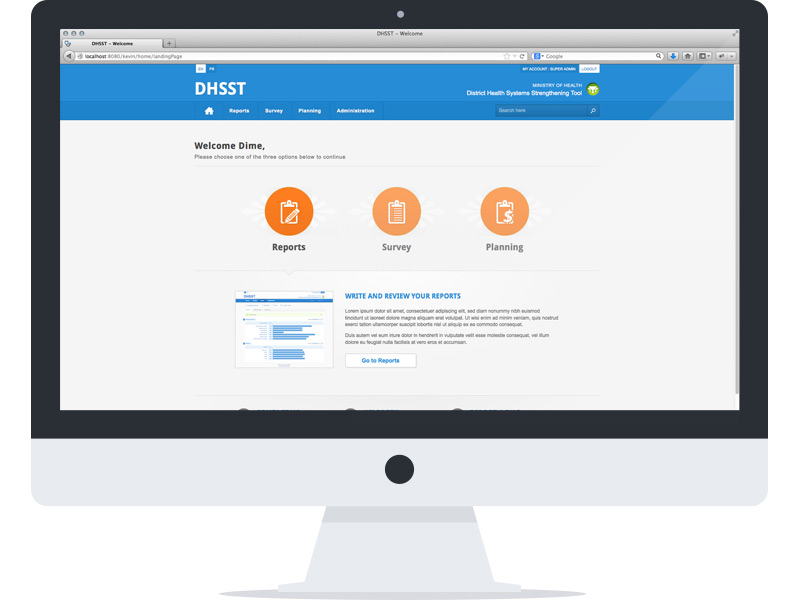 DHSST – Welcome
DHSST – Welcome
localhost:8080/kevin/home/landingPage
Google
EN FR
MY ACCOUNT: SUPER ADMIN LOGOUT
DHSST
MINISTRY OF HEALTH
District Health Systems Strengthening Tool
Reports Survey Planning Administration
Search here
Welcome Dime,
Please choose one of the three options below to continue
Reports Survey Planning
WRITE AND REVIEW YOUR REPORTS
Lorem ipsum dolor sit amet, consectetuer adipiscing elit, sed diam nonummy nibh euismod
tincidunt ut laoreet dolore magna aliquam erat volutpat. Ut wisi enim ad minim veniam, quis nostrud
exerci tation ullamcorper suscipit lobortis nisl ut aliquip ex ea commodo consequat.
Duis autem vel eum iriure dolor in hendrerit in vulputate velit esse molestie consequat, vel illum
dolore eu feugiat nulla facilisis at vero eros et accumsan.
Go to Reports
DHSST